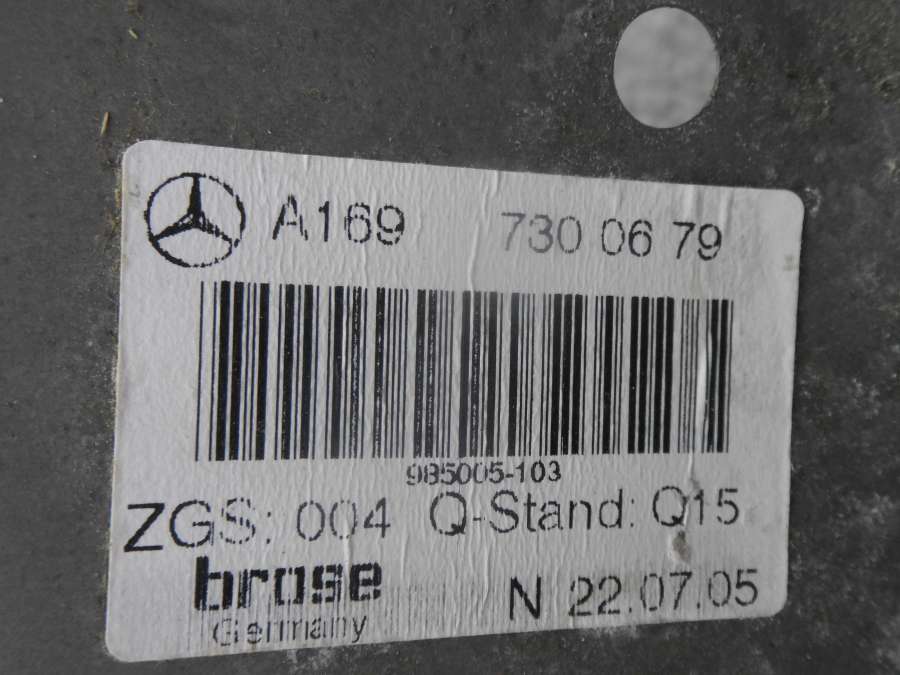 A169 730 06 79
985005-103
ZGS: 004 Q-Stand: Q15
brose
Germany
N 22.07.05